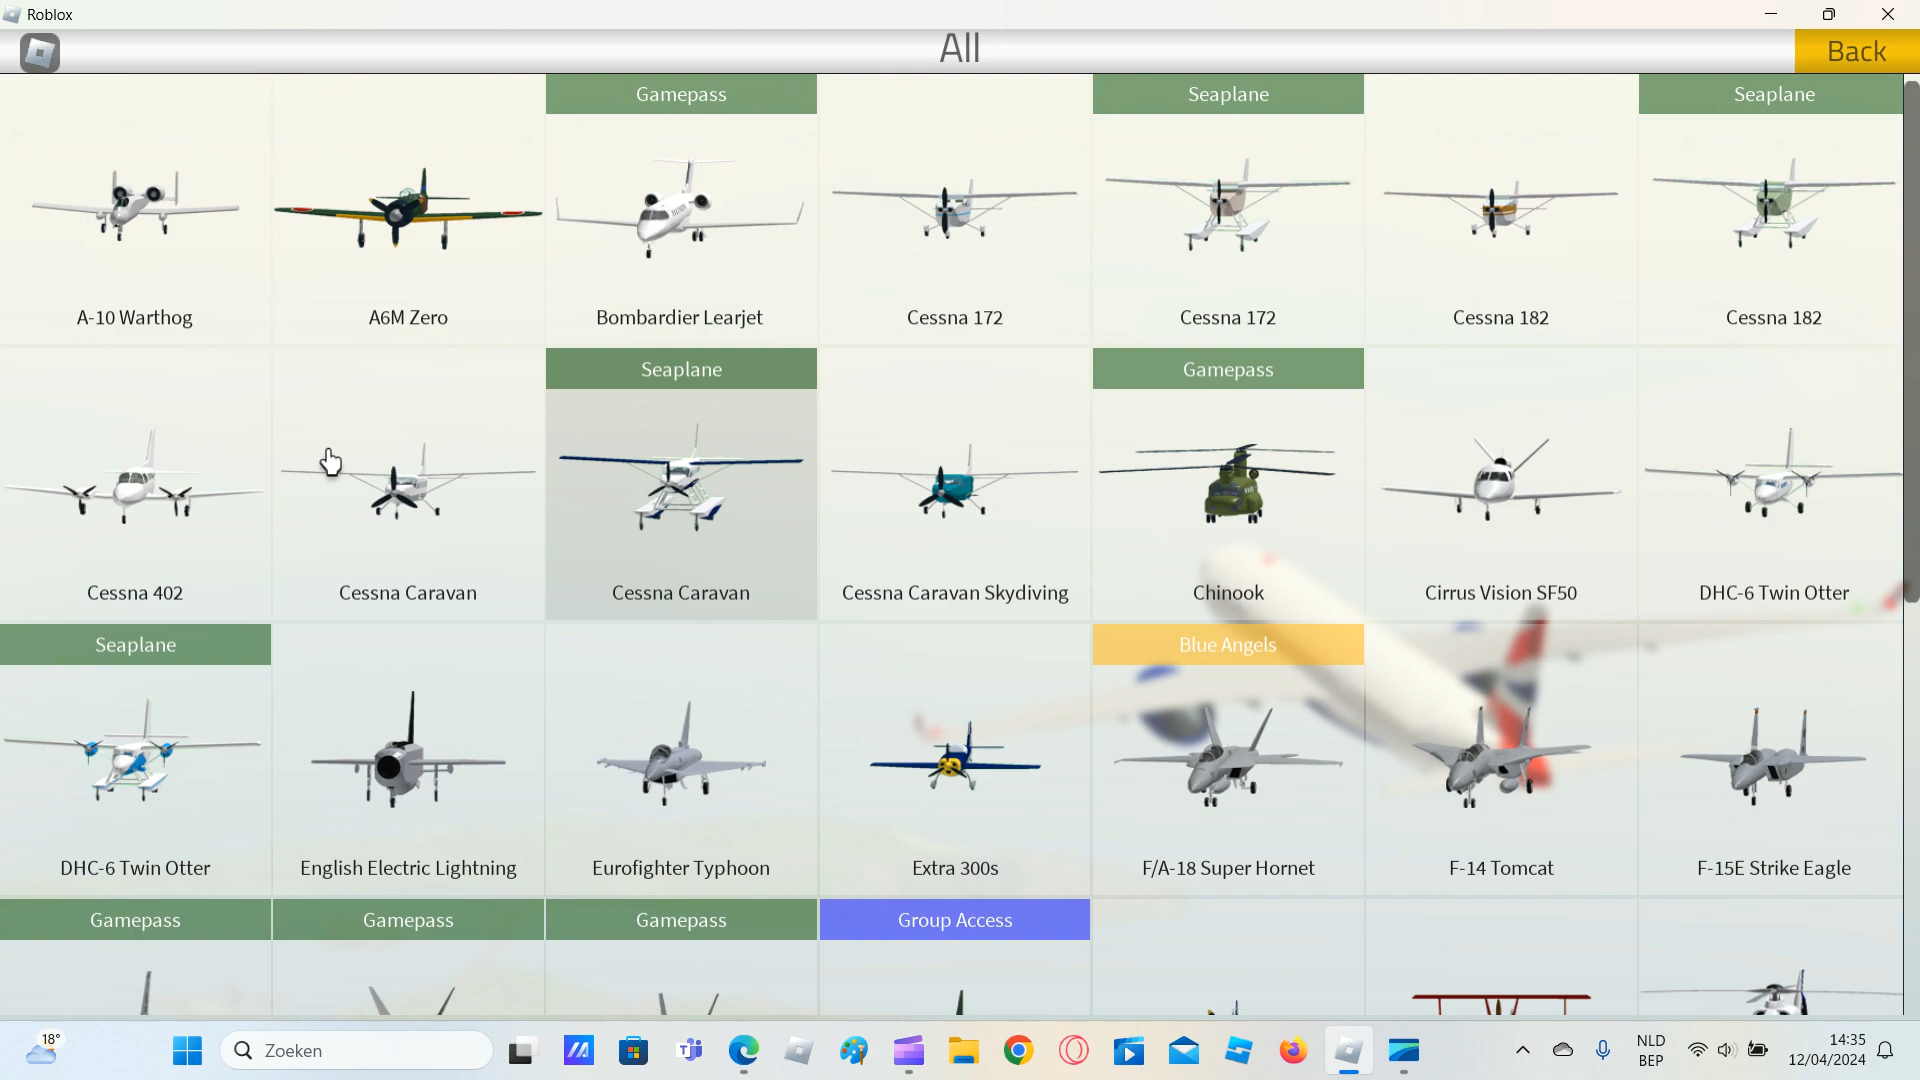 Roblox
All
Back
Gamepass
Seaplane
Seaplane
A-10 Warthog
A6M Zero
Bombardier Learjet
Cessna 172
Cessna 172
Cessna 182
Cessna 182
Seaplane
Gamepass
Cessna 402
Cessna Caravan
Cessna Caravan
Cessna Caravan Skydiving
Chinook
Cirrus Vision SF50
DHC-6 Twin Otter
Seaplane
Blue Angels
DHC-6 Twin Otter
English Electric Lightning
Eurofighter Typhoon
Extra 300s
F/A-18 Super Hornet
F-14 Tomcat
F-15E Strike Eagle
Gamepass
Gamepass
Gamepass
Group Access
18°
Zoeken
NLD
BEP
14:35
12/04/2024